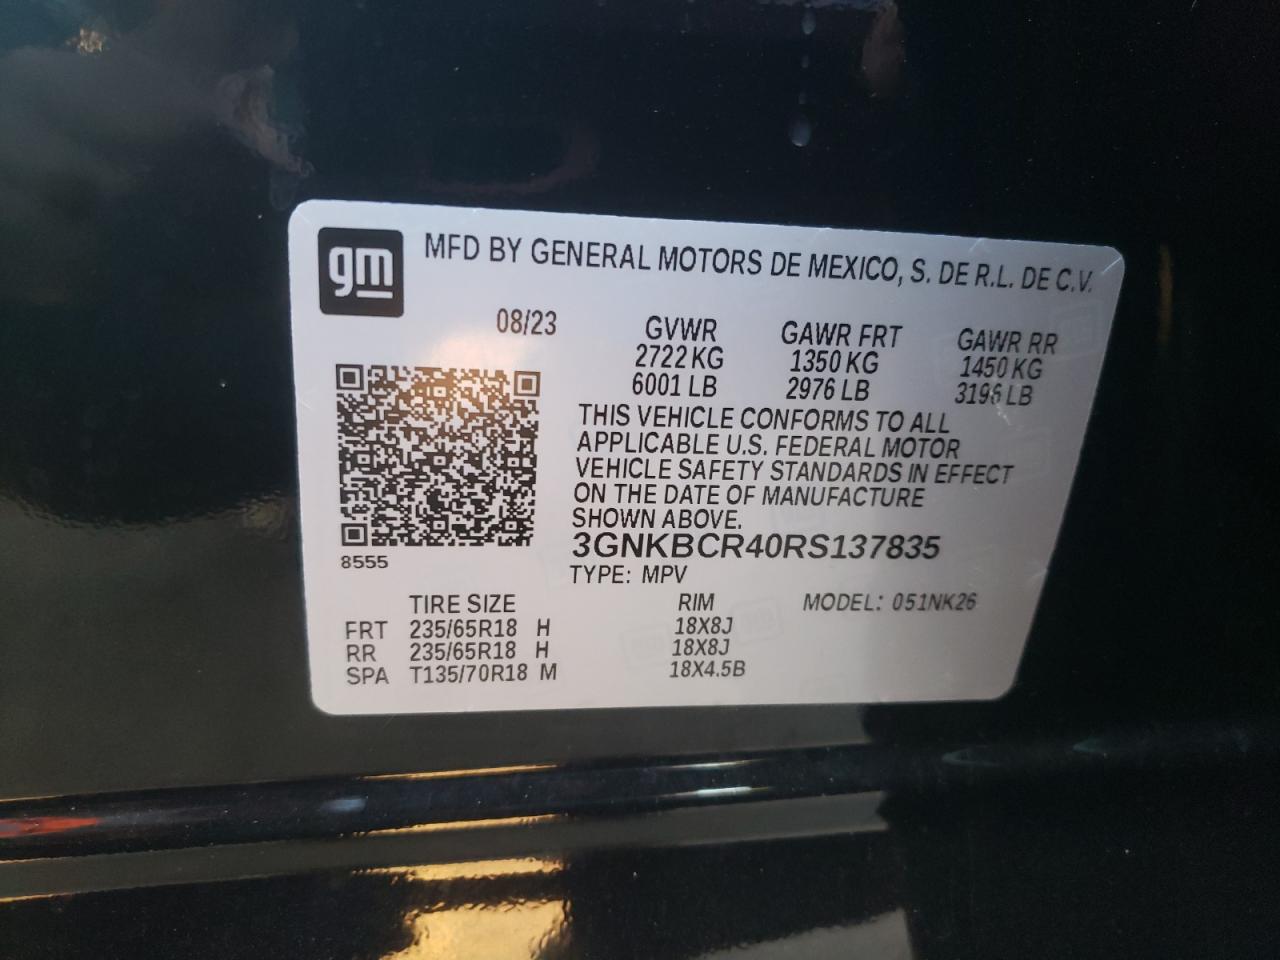 gm
MFD BY GENERAL MOTORS DE MEXICO, S. DE R.L. DE C.V.
08/23 GVWR GAWR FRT GAWR RR
2722 KG 1350 KG 1450 KG
6001 LB 2976 LB 3196 LB
THIS VEHICLE CONFORMS TO ALL
APPLICABLE U.S. FEDERAL MOTOR
VEHICLE SAFETY STANDARDS IN EFFECT
ON THE DATE OF MANUFACTURE
SHOWN ABOVE.
3GNKBCR40RS137835
8555
TYPE: MPV
TIRE SIZE RIM MODEL: 051NK26
FRT 235/65R18 H 18X8J
RR 235/65R18 H 18X8J
SPA T135/70R18 M 18X4.5B